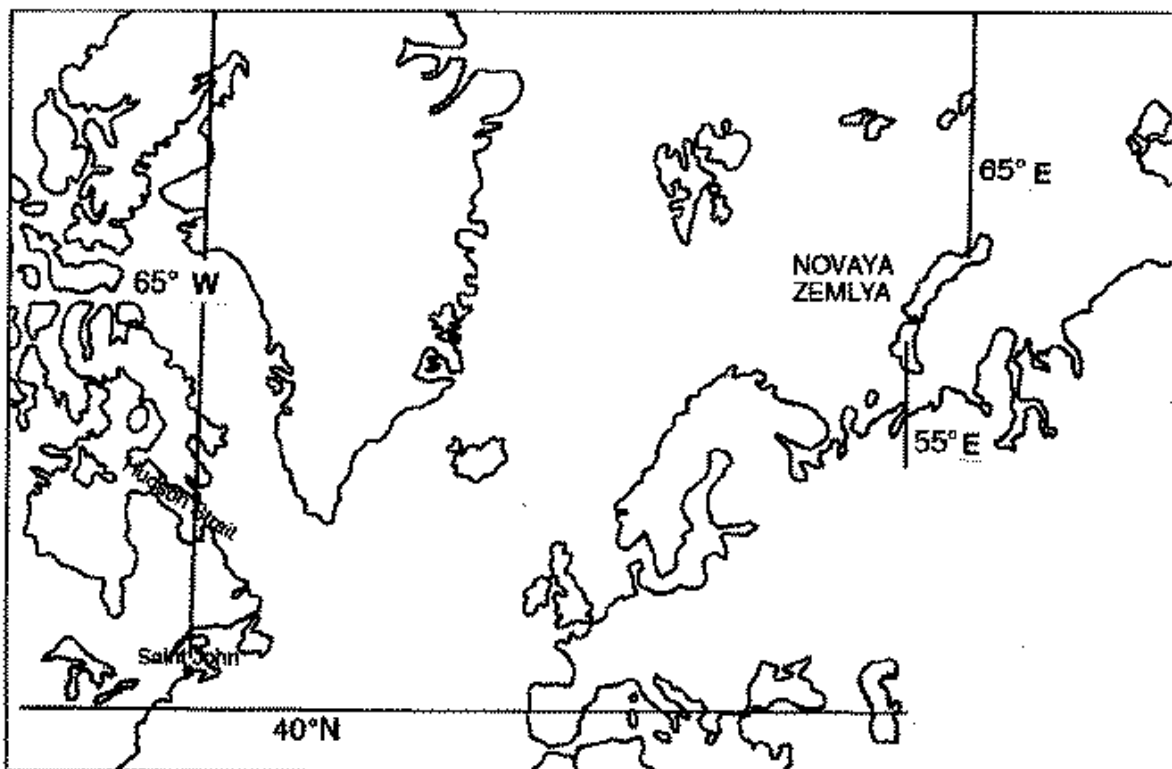 65° E
NOVAYA
ZEMLYA
65° W
55° E
Hudson Strait
Saint John
40°N